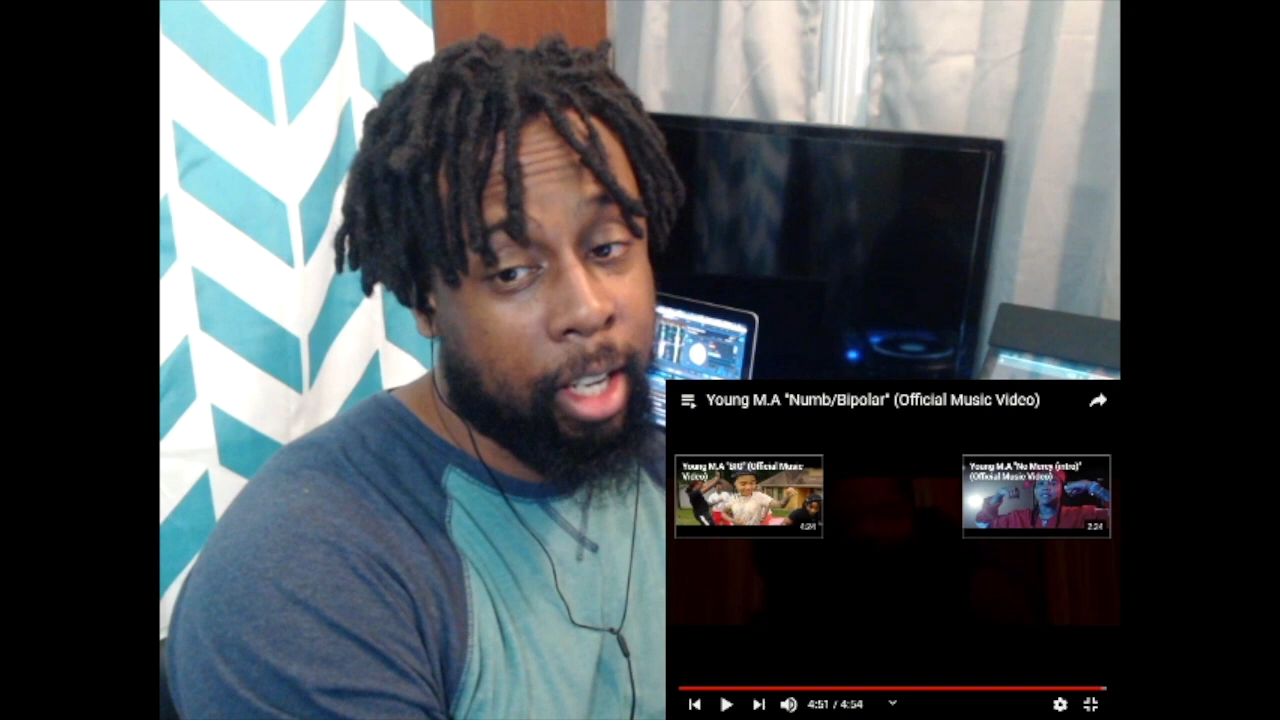 Young M.A "Numb/Bipolar" (Official Music Video)
Young M.A "BIG" (Official Music
Video)
4:24
Young M.A "No Mercy (intro)"
(Official Music Video)
2:24
4:51 / 4:54